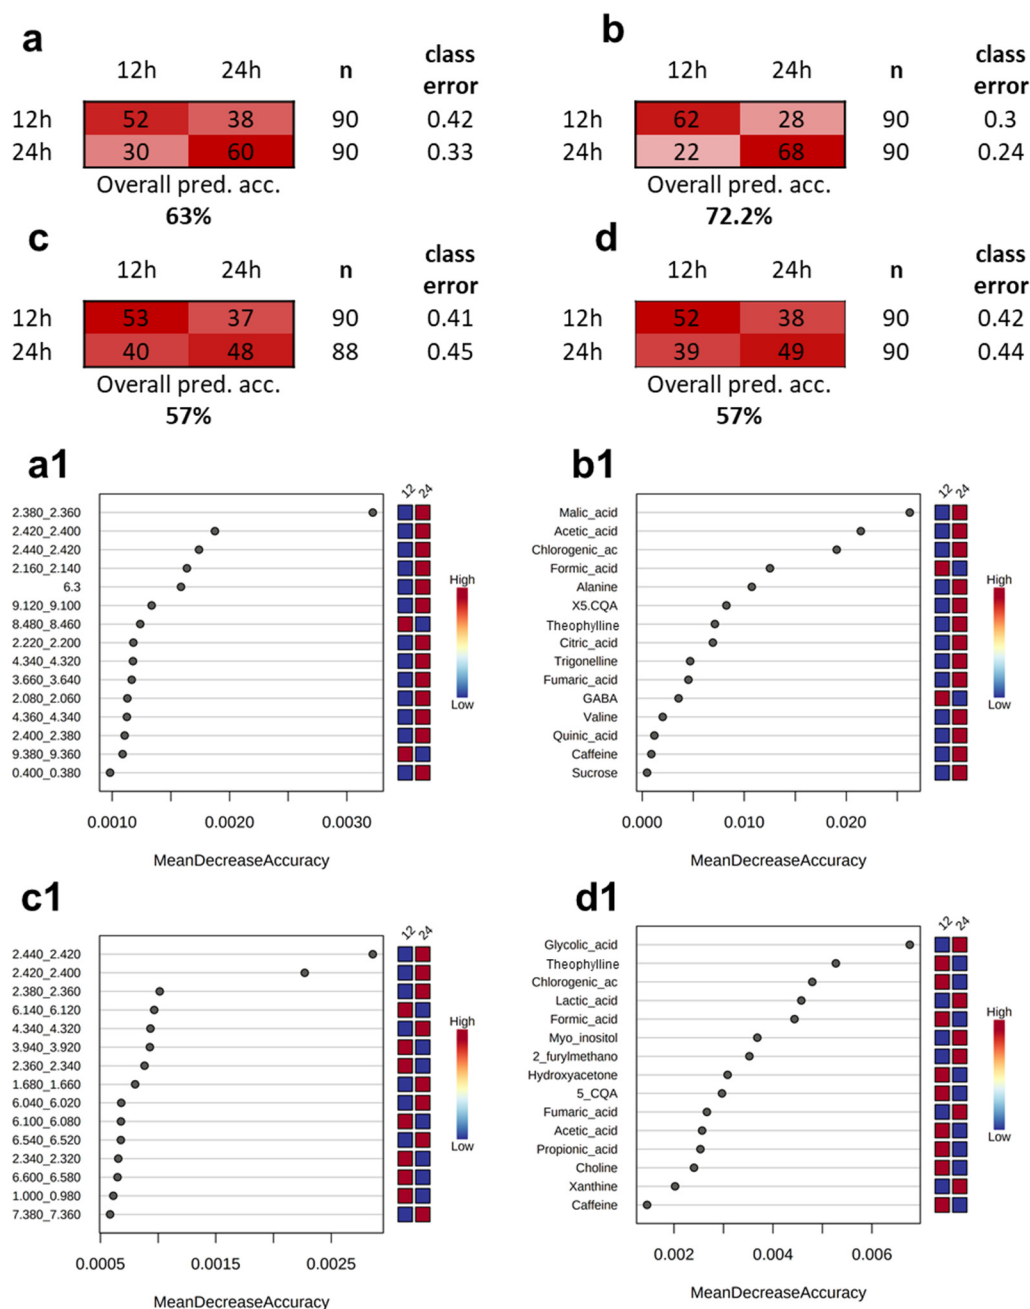 a
12h 24h n class error
12h 52 38 90 0.42
24h 30 60 90 0.33
Overall pred. acc.
63%
b
12h 24h n class error
12h 62 28 90 0.3
24h 22 68 90 0.24
Overall pred. acc.
72.2%
c
12h 24h n class error
12h 53 37 90 0.41
24h 40 48 88 0.45
Overall pred. acc.
57%
d
12h 24h n class error
12h 52 38 90 0.42
24h 39 49 90 0.44
Overall pred. acc.
57%
a1
12 24
2.380_2.360
2.420_2.400
2.440_2.420
2.160_2.140
6.3
9.120_9.100
8.480_8.460
2.220_2.200
4.340_4.320
3.660_3.640
2.080_2.060
4.360_4.340
2.400_2.380
9.380_9.360
0.400_0.380
High
Low
0.0010 0.0020 0.0030
MeanDecreaseAccuracy
b1
12 24
Malic_acid
Acetic_acid
Chlorogenic_ac
Formic_acid
Alanine
X5.CQA
Theophylline
Citric_acid
Trigonelline
Fumaric_acid
GABA
Valine
Quinic_acid
Caffeine
Sucrose
High
Low
0.000 0.010 0.020
MeanDecreaseAccuracy
c1
12 24
2.440_2.420
2.420_2.400
2.380_2.360
6.140_6.120
4.340_4.320
3.940_3.920
2.360_2.340
1.680_1.660
6.040_6.020
6.100_6.080
6.540_6.520
2.340_2.320
6.600_6.580
1.000_0.980
7.380_7.360
High
Low
0.0005 0.0015 0.0025
MeanDecreaseAccuracy
d1
12 24
Glycolic_acid
Theophylline
Chlorogenic_ac
Lactic_acid
Formic_acid
Myo_inositol
2_furylmethano
Hydroxyacetone
5_CQA
Fumaric_acid
Acetic_acid
Propionic_acid
Choline
Xanthine
Caffeine
High
Low
0.002 0.004 0.006
MeanDecreaseAccuracy